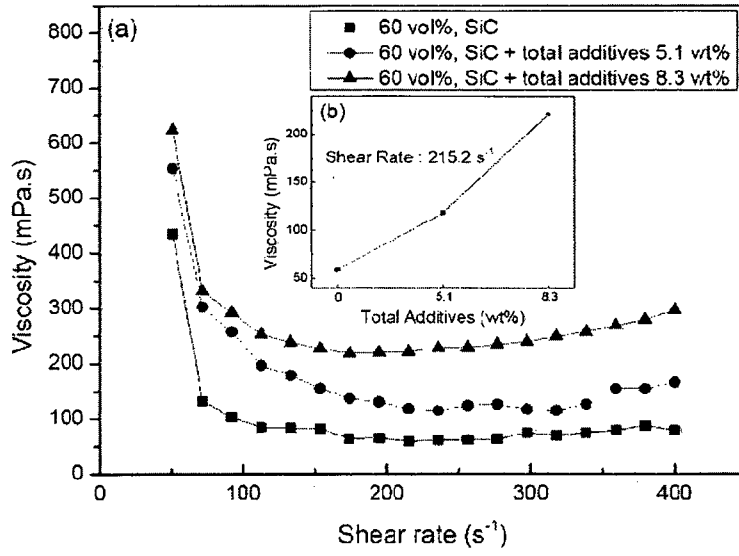 (a)
60 vol%, SiC
60 vol%, SiC + total additives 5.1 wt%
60 vol%, SiC + total additives 8.3 wt%
800
700
600
500
400
300
200
100
0
Viscosity (mPa.s)
(b)
Shear Rate : 215.2 s⁻¹
200
150
100
50
Viscosity (mPa.s)
0 5.1 8.3
Total Additives (wt%)
0 100 200 300 400
Shear rate (s⁻¹)